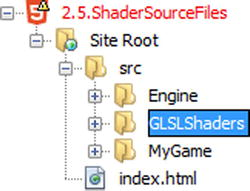 2.5.ShaderSourceFiles
Site Root
src
Engine
GLSLShaders
MyGame
index.html